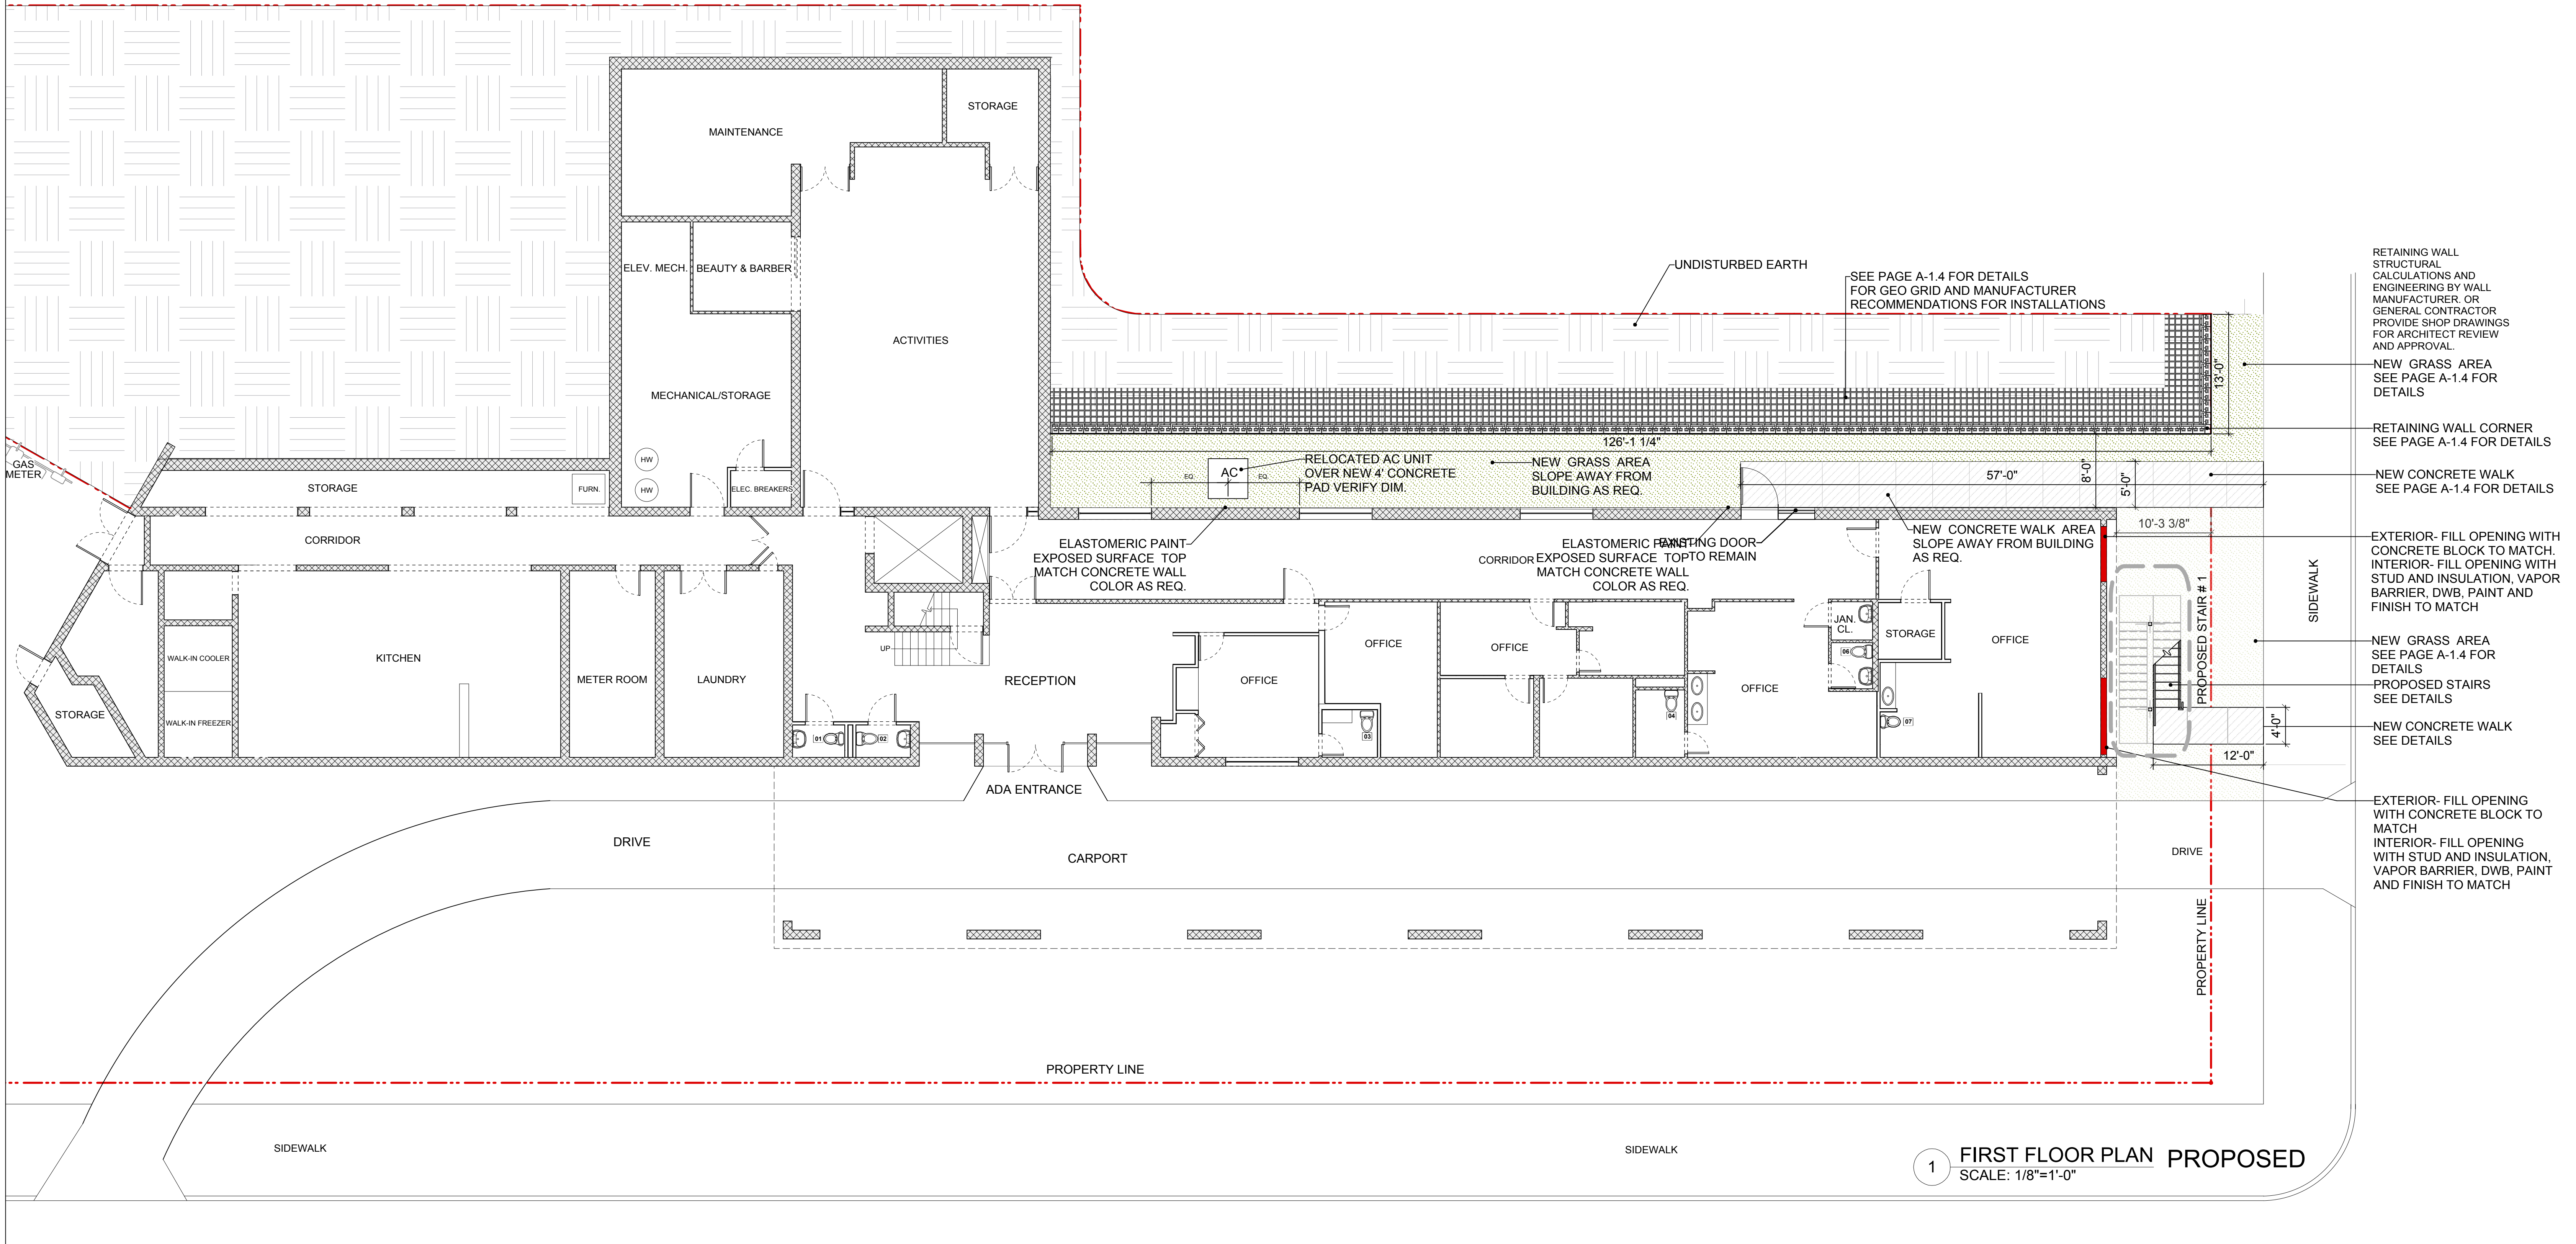 STORAGE
MAINTENANCE
ELEV. MECH.
BEAUTY & BARBER
ACTIVITIES
MECHANICAL/STORAGE
HW
HW
ELEC. BREAKERS
GAS
METER
STORAGE
FURN.
CORRIDOR
WALK-IN COOLER
WALK-IN FREEZER
STORAGE
KITCHEN
METER ROOM
LAUNDRY
UP
01
02
RECEPTION
ADA ENTRANCE
OFFICE
OFFICE
03
OFFICE
04
OFFICE
JAN.
CL.
06
STORAGE
07
OFFICE
CORRIDOR
UNDISTURBED EARTH
SEE PAGE A-1.4 FOR DETAILS
FOR GEO GRID AND MANUFACTURER
RECOMMENDATIONS FOR INSTALLATIONS
126'-1 1/4"
AC
EQ.
EQ.
RELOCATED AC UNIT
OVER NEW 4' CONCRETE
PAD VERIFY DIM.
NEW GRASS AREA
SLOPE AWAY FROM
BUILDING AS REQ.
57'-0"
8'-0"
5'-0"
13'-0"
10'-3 3/8"
ELASTOMERIC PAINT
EXPOSED SURFACE TOP
MATCH CONCRETE WALL
COLOR AS REQ.
ELASTOMERIC PAINT
EXPOSED SURFACE TOP
MATCH CONCRETE WALL
COLOR AS REQ.
EXISTING DOOR
TO REMAIN
NEW CONCRETE WALK AREA
SLOPE AWAY FROM BUILDING
AS REQ.
PROPOSED STAIR # 1
SIDEWALK
4'-0"
12'-0"
RETAINING WALL
STRUCTURAL
CALCULATIONS AND
ENGINEERING BY WALL
MANUFACTURER. OR
GENERAL CONTRACTOR
PROVIDE SHOP DRAWINGS
FOR ARCHITECT REVIEW
AND APPROVAL.
NEW GRASS AREA
SEE PAGE A-1.4 FOR
DETAILS
RETAINING WALL CORNER
SEE PAGE A-1.4 FOR DETAILS
NEW CONCRETE WALK
SEE PAGE A-1.4 FOR DETAILS
EXTERIOR- FILL OPENING WITH
CONCRETE BLOCK TO MATCH.
INTERIOR- FILL OPENING WITH
STUD AND INSULATION, VAPOR
BARRIER, DWB, PAINT AND
FINISH TO MATCH
NEW GRASS AREA
SEE PAGE A-1.4 FOR
DETAILS
PROPOSED STAIRS
SEE DETAILS
NEW CONCRETE WALK
SEE DETAILS
EXTERIOR- FILL OPENING
WITH CONCRETE BLOCK TO
MATCH
INTERIOR- FILL OPENING
WITH STUD AND INSULATION,
VAPOR BARRIER, DWB, PAINT
AND FINISH TO MATCH
DRIVE
CARPORT
DRIVE
PROPERTY LINE
PROPERTY LINE
SIDEWALK
SIDEWALK
1
FIRST FLOOR PLAN PROPOSED
SCALE: 1/8"=1'-0"